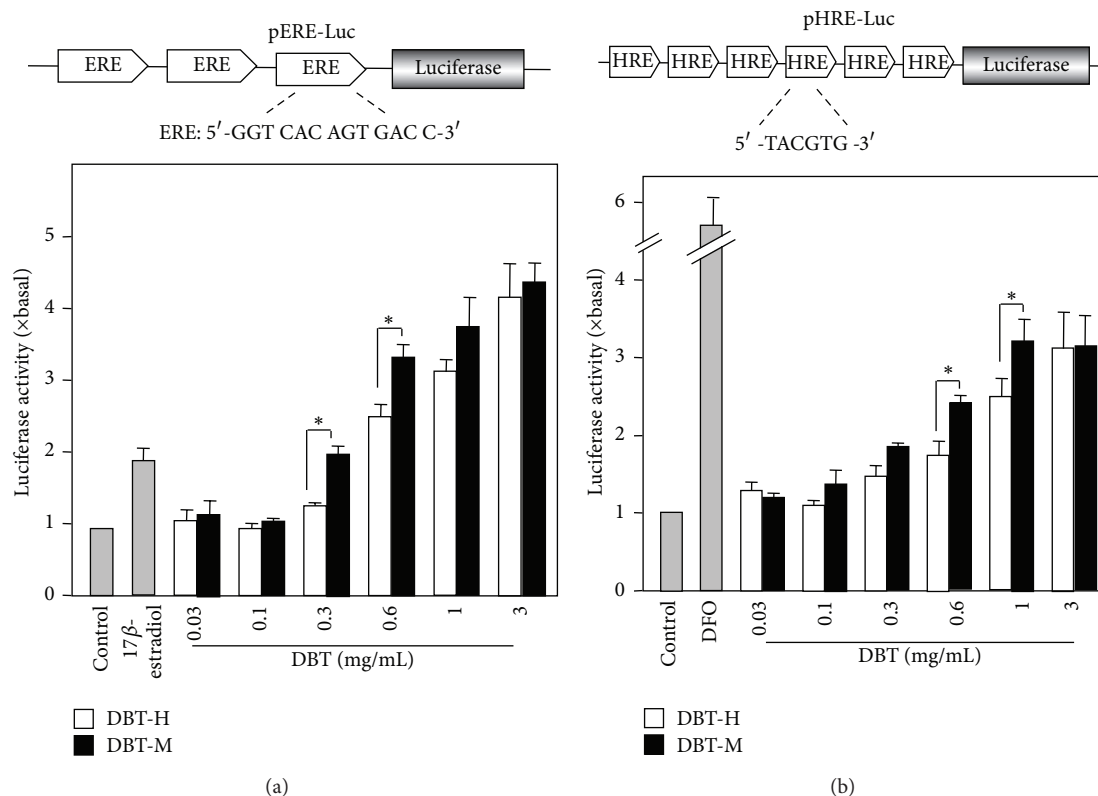 pERE-Luc
ERE ERE ERE Luciferase
ERE: 5′-GGT CAC AGT GAC C-3′
Luciferase activity (×basal)
5
4
3
2
1
0
Control
17β-
estradiol
0.03
0.1
0.3
0.6
1
3
* *
DBT (mg/mL)
DBT-H
DBT-M
(a)
pHRE-Luc
HRE HRE HRE HRE HRE HRE Luciferase
5′ -TACGTG -3′
Luciferase activity (×basal)
6
4
3
2
1
0
Control
DFO
0.03
0.1
0.3
0.6
1
3
* *
DBT (mg/mL)
DBT-H
DBT-M
(b)